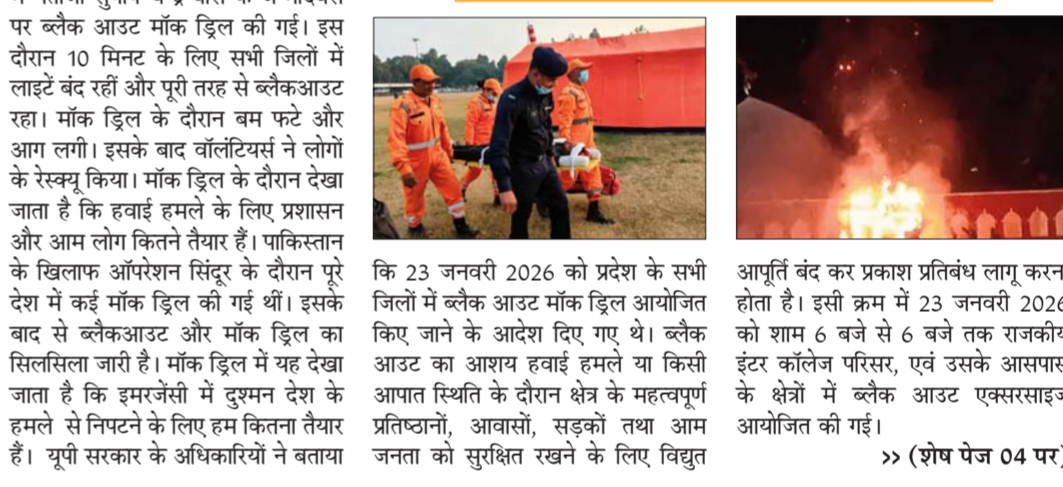 पर ब्लैक आउट मॉक ड्रिल की गई। इस
दौरान 10 मिनट के लिए सभी जिलों में
लाइटें बंद रहीं और पूरी तरह से ब्लैकआउट
रहा। मॉक ड्रिल के दौरान बम फटे और
आग लगी। इसके बाद वॉलंटियर्स ने लोगों
के रेस्क्यू किया। मॉक ड्रिल के दौरान देखा
जाता है कि हवाई हमले के लिए प्रशासन
और आम लोग कितने तैयार हैं। पाकिस्तान
के खिलाफ ऑपरेशन सिंदूर के दौरान पूरे
देश में कई मॉक ड्रिल की गई थीं। इसके
बाद से ब्लैकआउट और मॉक ड्रिल का
सिलसिला जारी है। मॉक ड्रिल में यह देखा
जाता है कि इमरजेंसी में दुश्मन देश के
हमले से निपटने के लिए हम कितना तैयार
हैं। यूपी सरकार के अधिकारियों ने बताया
कि 23 जनवरी 2026 को प्रदेश के सभी
जिलों में ब्लैक आउट मॉक ड्रिल आयोजित
किए जाने के आदेश दिए गए थे। ब्लैक
आउट का आशय हवाई हमले या किसी
आपात स्थिति के दौरान क्षेत्र के महत्वपूर्ण
प्रतिष्ठानों, आवासों, सड़कों तथा आम
जनता को सुरक्षित रखने के लिए विद्युत
आपूर्ति बंद कर प्रकाश प्रतिबंध लागू करन
होता है। इसी क्रम में 23 जनवरी 2026
को शाम 6 बजे से 6 बजे तक राजकीय
इंटर कॉलेज परिसर, एवं उसके आसपास
के क्षेत्रों में ब्लैक आउट एक्सरसाइज
आयोजित की गई।
>> (शेष पेज 04 पर)